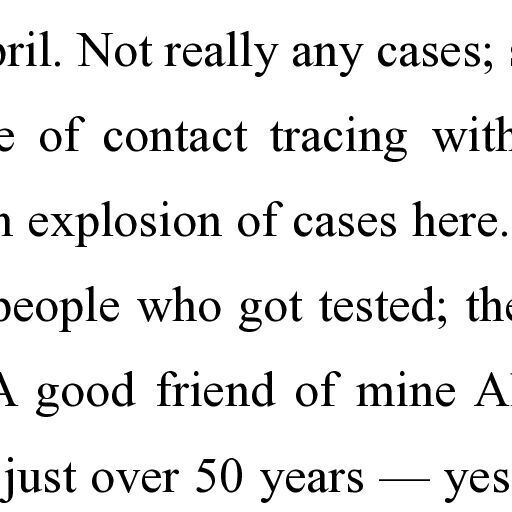 pril. Not really any cases; s
e of contact tracing with
n explosion of cases here.
people who got tested; the
A good friend of mine A
just over 50 years — yes